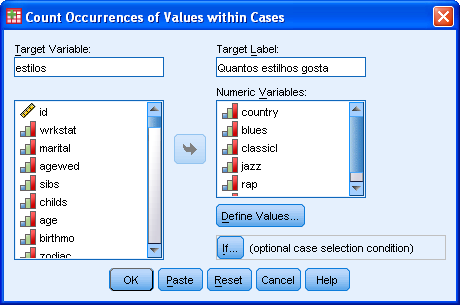 Count Occurrences of Values within Cases
Target Variable:
estilos
Target Label:
Quantos estilhos gosta
id
wrkstat
marital
agewed
sibs
childs
age
birthmo
zodiac
Numeric Variables:
country
blues
classicl
jazz
rap
Define Values...
If... (optional case selection condition)
OK Paste Reset Cancel Help